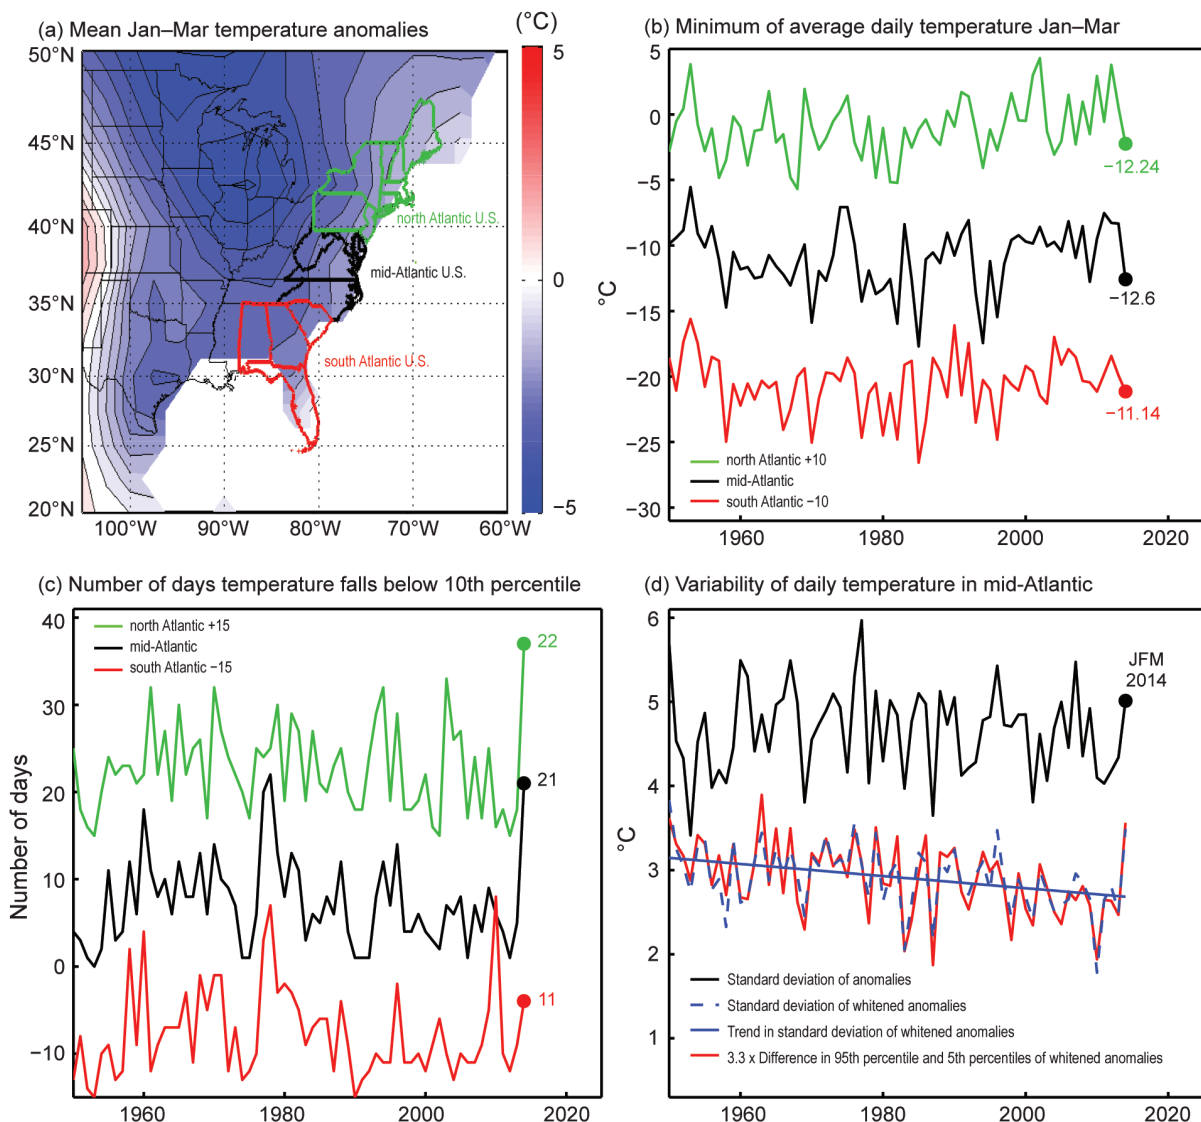 (a) Mean Jan–Mar temperature anomalies
(°C)
50°N
45°N
40°N
35°N
30°N
25°N
20°N
100°W
90°W
80°W
70°W
60°W
5
0
−5
north Atlantic U.S.
mid-Atlantic U.S.
south Atlantic U.S.
(b) Minimum of average daily temperature Jan–Mar
°C
5
0
−5
−10
−15
−20
−25
−30
−12.24
−12.6
−11.14
north Atlantic +10
mid-Atlantic
south Atlantic −10
1960
1980
2000
2020
(c) Number of days temperature falls below 10th percentile
Number of days
40
30
20
10
0
−10
north Atlantic +15
mid-Atlantic
south Atlantic −15
22
21
11
1960
1980
2000
2020
(d) Variability of daily temperature in mid-Atlantic
°C
6
5
4
3
2
1
JFM
2014
Standard deviation of anomalies
Standard deviation of whitened anomalies
Trend in standard deviation of whitened anomalies
3.3 x Difference in 95th percentile and 5th percentiles of whitened anomalies
1960
1980
2000
2020